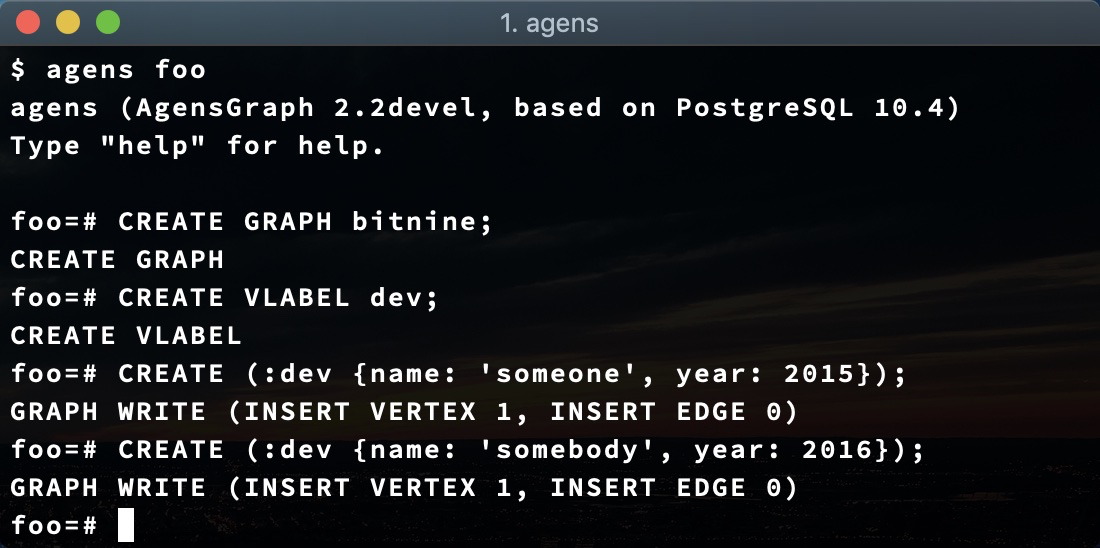 1. agens
$ agens foo
agens (AgensGraph 2.2devel, based on PostgreSQL 10.4)
Type "help" for help.
foo=# CREATE GRAPH bitnine;
CREATE GRAPH
foo=# CREATE VLABEL dev;
CREATE VLABEL
foo=# CREATE (:dev {name: 'someone', year: 2015});
GRAPH WRITE (INSERT VERTEX 1, INSERT EDGE 0)
foo=# CREATE (:dev {name: 'somebody', year: 2016});
GRAPH WRITE (INSERT VERTEX 1, INSERT EDGE 0)
foo=#